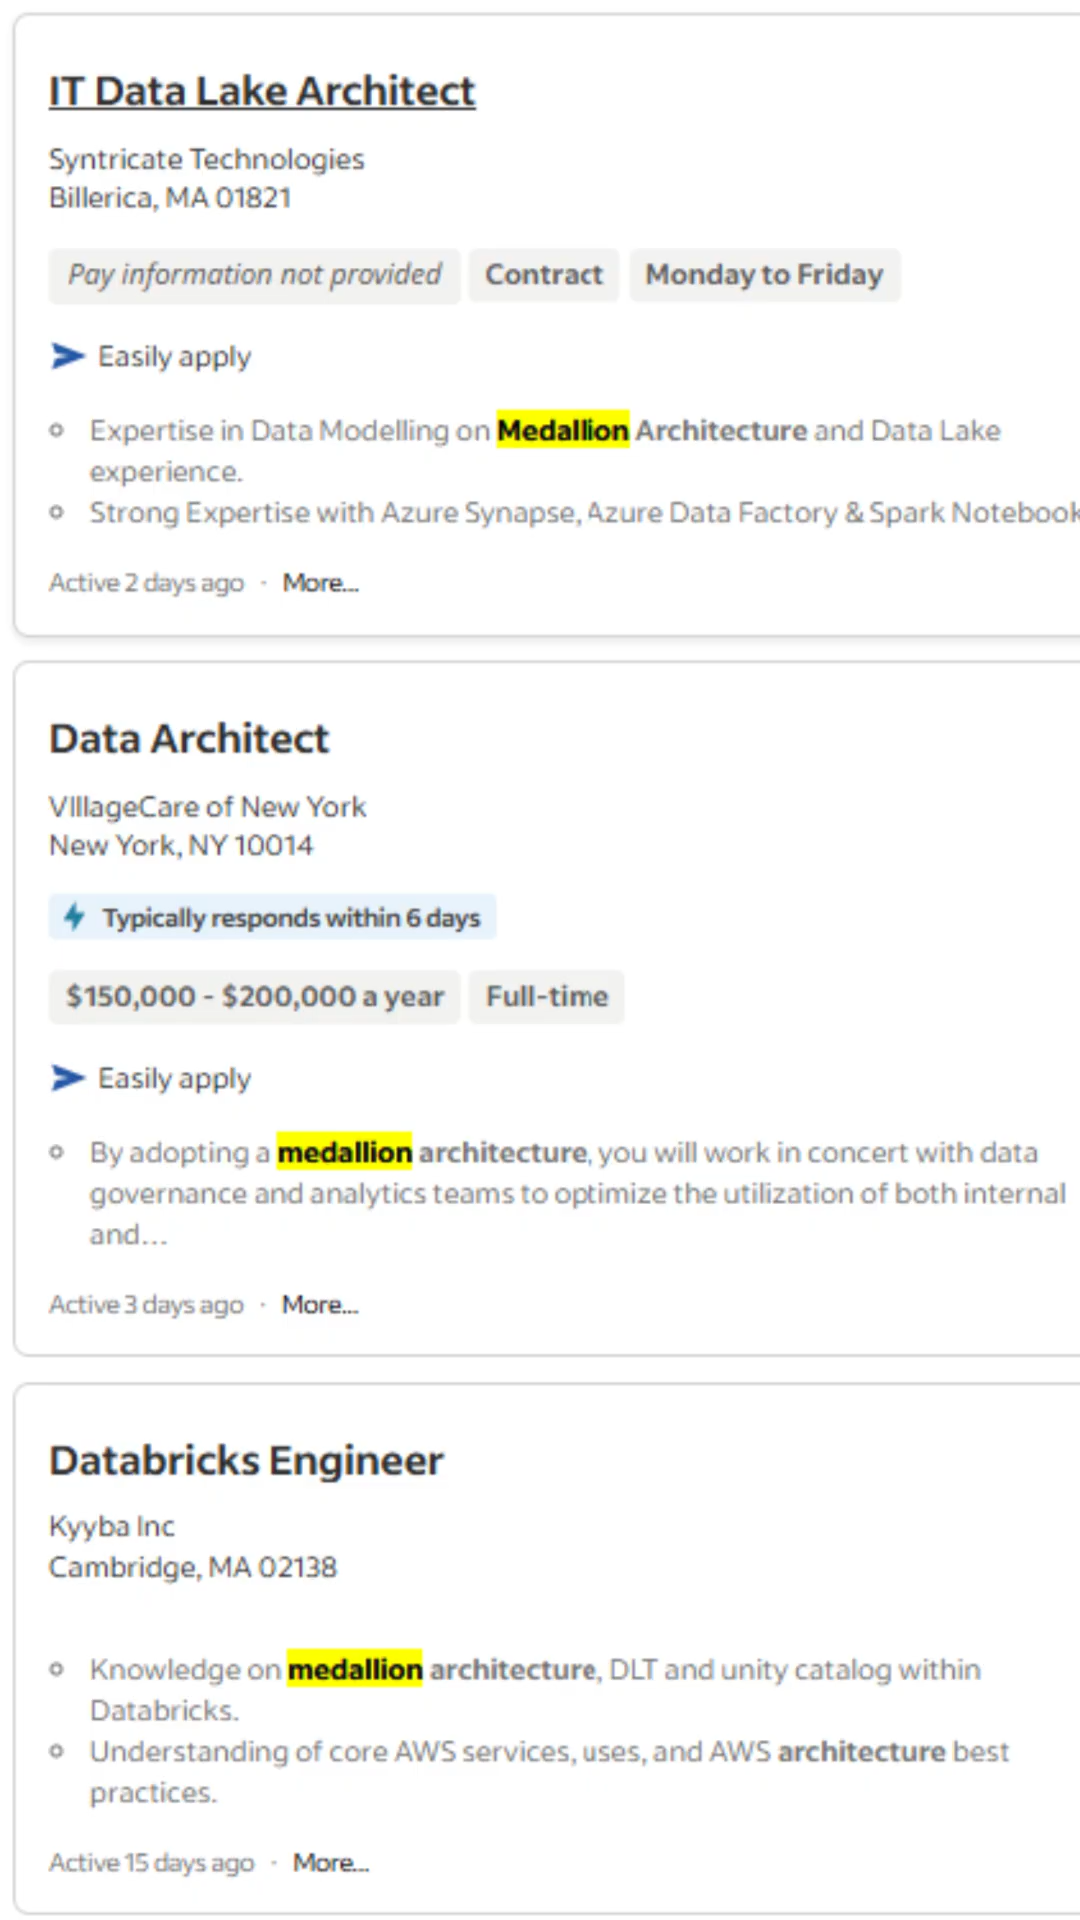 IT Data Lake Architect
Syntricate Technologies
Billerica, MA 01821
Pay information not provided Contract Monday to Friday
Easily apply
Expertise in Data Modelling on Medallion Architecture and Data Lake
experience.
Strong Expertise with Azure Synapse, Azure Data Factory & Spark Notebook
Active 2 days ago · More...
Data Architect
VIllageCare of New York
New York, NY 10014
Typically responds within 6 days
$150,000 - $200,000 a year Full-time
Easily apply
By adopting a medallion architecture, you will work in concert with data
governance and analytics teams to optimize the utilization of both internal
and…
Active 3 days ago · More...
Databricks Engineer
Kyyba Inc
Cambridge, MA 02138
Knowledge on medallion architecture, DLT and unity catalog within
Databricks.
Understanding of core AWS services, uses, and AWS architecture best
practices.
Active 15 days ago · More...